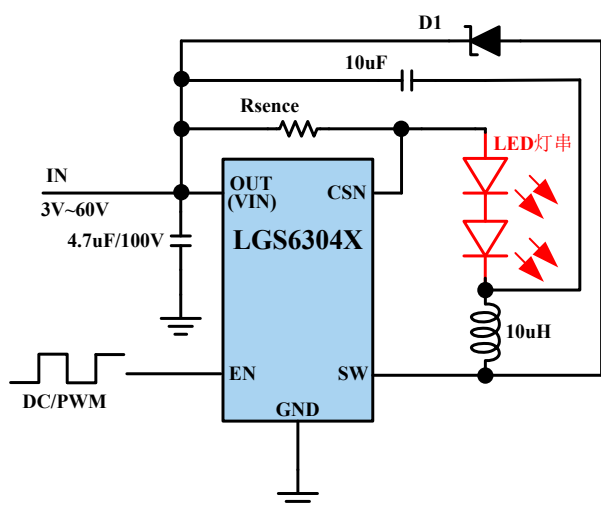 D1
10uF
Rsence
LED灯串
IN
3V~60V
OUT
(VIN)
CSN
4.7uF/100V
LGS6304X
10uH
EN
SW
DC/PWM
GND